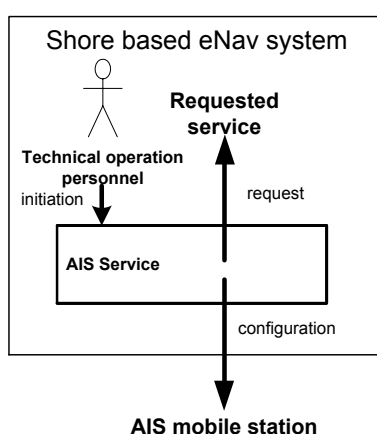 Shore based eNav system
Requested
service
Technical operation
personnel
initiation
request
AIS Service
configuration
AIS mobile station